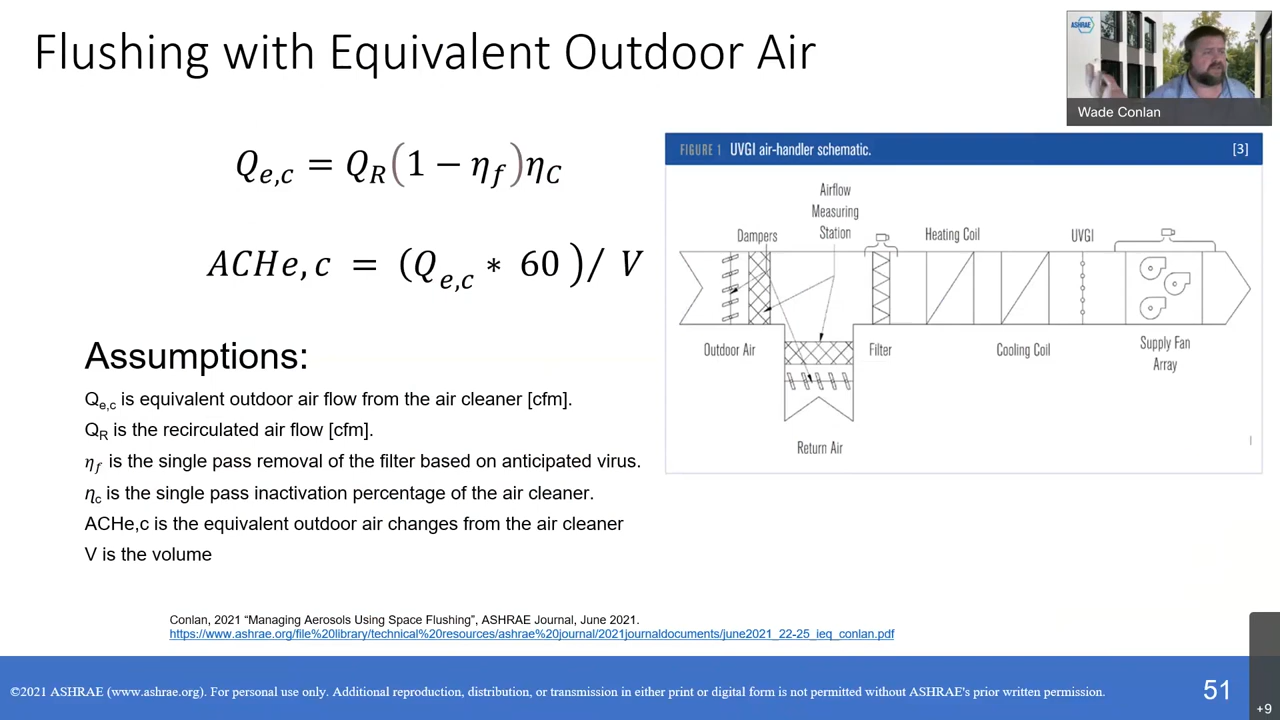 Flushing with Equivalent Outdoor Air
ASHRAE
Wade Conlan
Q_{e,c} = Q_R(1 − η_f)η_C
ACHe,c = (Q_{e,c} * 60 )/ V
Assumptions:
Q_{e,c} is equivalent outdoor air flow from the air cleaner [cfm].
Q_R is the recirculated air flow [cfm].
η_f is the single pass removal of the filter based on anticipated virus.
η_c is the single pass inactivation percentage of the air cleaner.
ACHe,c is the equivalent outdoor air changes from the air cleaner
V is the volume
FIGURE 1 UVGI air-handler schematic. [3]
Airflow
Measuring
Station
Dampers
Heating Coil
UVGI
Outdoor Air
Filter
Cooling Coil
Supply Fan
Array
Return Air
Conlan, 2021 “Managing Aerosols Using Space Flushing”, ASHRAE Journal, June 2021.
https://www.ashrae.org/file%20library/technical%20resources/ashrae%20journal/2021journaldocuments/june2021_22-25_ieq_conlan.pdf
©2021 ASHRAE (www.ashrae.org). For personal use only. Additional reproduction, distribution, or transmission in either print or digital form is not permitted without ASHRAE's prior written permission.
51
+9